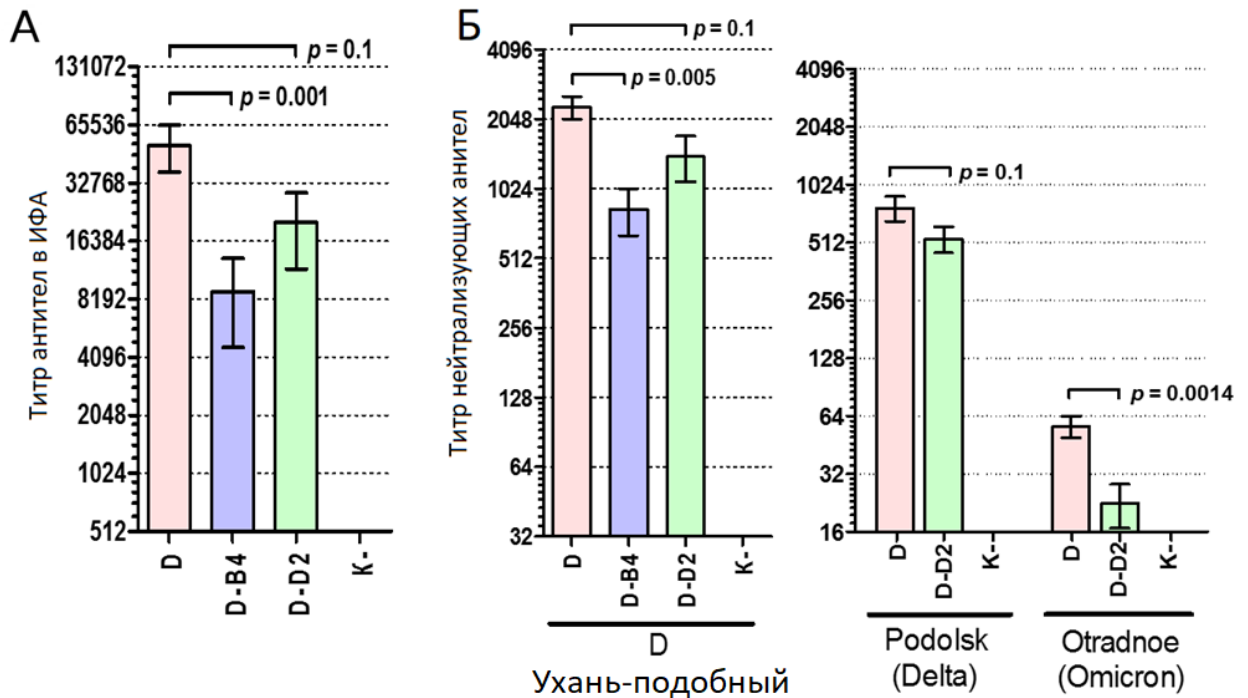 А
Титр антител в ИФА
131072
65536
32768
16384
8192
4096
2048
1024
512
p = 0.1
p = 0.001
D
D-B4
D-D2
K-
Б
Титр нейтрализующих анител
4096
2048
1024
512
256
128
64
32
p = 0.1
p = 0.005
D
D-B4
D-D2
K-
D
Ухань-подобный
4096
2048
1024
512
256
128
64
32
16
p = 0.1
p = 0.0014
D
D-D2
K-
D
D-D2
K-
Podolsk
(Delta)
Otradnoe
(Omicron)